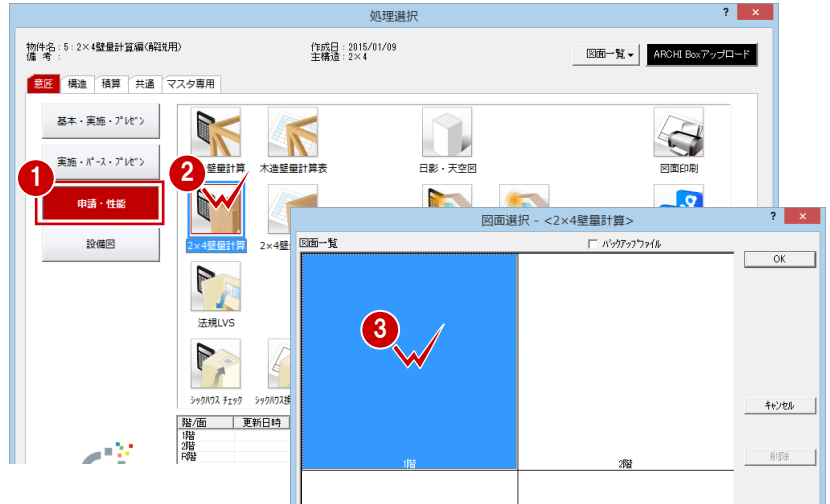 処理選択
? ×
物件名 : 5 : 2×4壁量計算編(解説用)
備 考 :
作成日 : 2015/01/09
主構造 : 2×4
図面一覧
ARCHI Boxアップロード
意匠 構造 積算 共通 マスタ専用
基本・実施・プレゼン
実施・パース・プレゼン
申請・性能
設備図
1
2
壁量計算
木造壁量計算表
日影・天空図
図面印刷
2×4壁量計算
2×4壁
法規LVS
シックハウス チェック
シックハウス換
階/面 更新日時
1階
2階
R階
図面選択 - <2×4壁量計算>
? ×
図面一覧
バックアップファイル
OK
3
キャンセル
削除
1階
2階